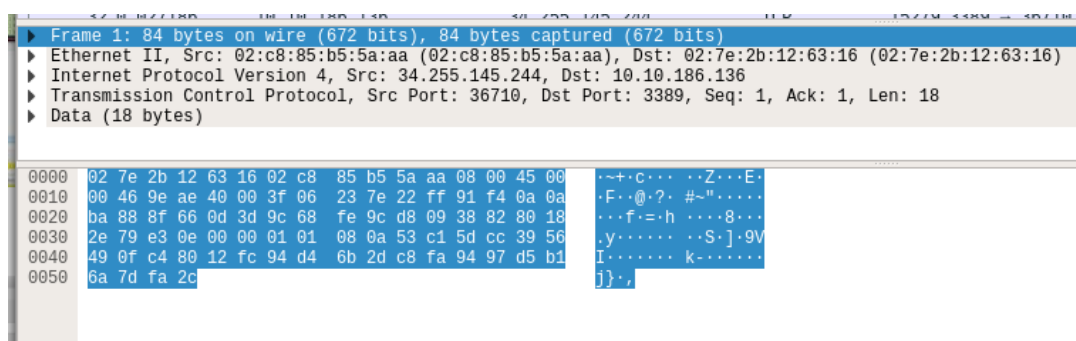 Frame 1: 84 bytes on wire (672 bits), 84 bytes captured (672 bits)
Ethernet II, Src: 02:c8:85:b5:5a:aa (02:c8:85:b5:5a:aa), Dst: 02:7e:2b:12:63:16 (02:7e:2b:12:63:16)
Internet Protocol Version 4, Src: 34.255.145.244, Dst: 10.10.186.136
Transmission Control Protocol, Src Port: 36710, Dst Port: 3389, Seq: 1, Ack: 1, Len: 18
Data (18 bytes)
0000 02 7e 2b 12 63 16 02 c8 85 b5 5a aa 08 00 45 00 ·~+·c··· ··Z···E·
0010 00 46 9e ae 40 00 3f 06 23 7e 22 ff 91 f4 0a 0a ·F··@·?· #~"·····
0020 ba 88 8f 66 0d 3d 9c 68 fe 9c d8 09 38 82 80 18 ···f·=·h ····8···
0030 2e 79 e3 0e 00 00 01 01 08 0a 53 c1 5d cc 39 56 .y······ ··S·]·9V
0040 49 0f c4 80 12 fc 94 d4 6b 2d c8 fa 94 97 d5 b1 I······· k-······
0050 6a 7d fa 2c j}·,